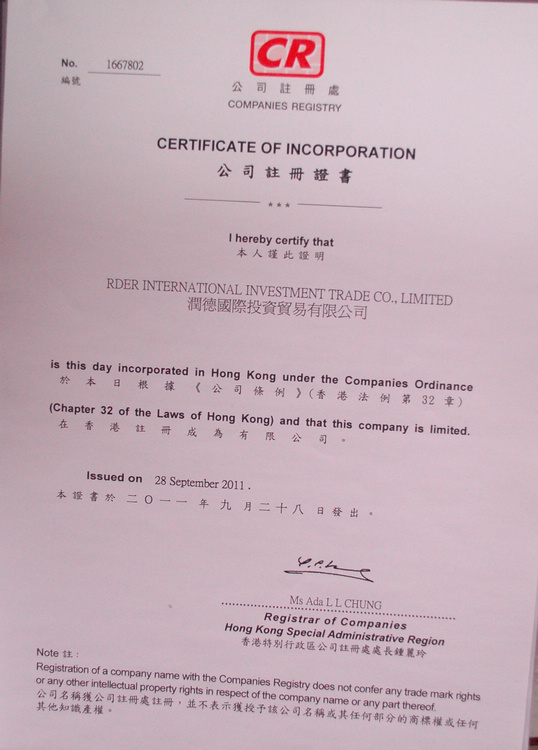 CR
No. 1667802
編號
公司註冊處
COMPANIES REGISTRY
CERTIFICATE OF INCORPORATION
公司註冊證書
***
I hereby certify that
本人謹此證明
RDER INTERNATIONAL INVESTMENT TRADE CO., LIMITED
潤德國際投資貿易有限公司
is this day incorporated in Hong Kong under the Companies Ordinance
於本日根據《公司條例》(香港法例第32章)
(Chapter 32 of the Laws of Hong Kong) and that this company is limited.
在香港註冊成為有限公司。
Issued on 28 September 2011.
本證書於二〇一一年九月二十八日發出。
Ms Ada L L CHUNG
Registrar of Companies
Hong Kong Special Administrative Region
香港特別行政區公司註冊處處長鍾麗玲
Note 註:
Registration of a company name with the Companies Registry does not confer any trade mark rights
or any other intellectual property rights in respect of the company name or any part thereof.
公司名稱獲公司註冊處註冊,並不表示獲授予該公司名稱或其任何部分的商標權或任何
其他知識產權。